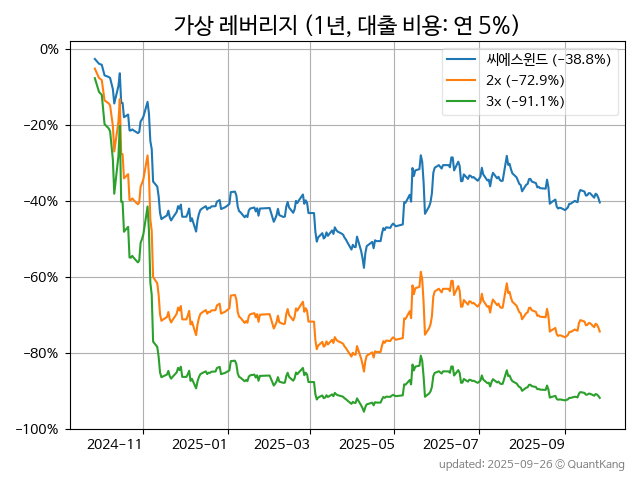 가상 레버리지 (1년, 대출 비용: 연 5%)
0%
−20%
−40%
−60%
−80%
−100%
씨에스윈드 (−38.8%)
2x (−72.9%)
3x (−91.1%)
2024-11
2025-01
2025-03
2025-05
2025-07
2025-09
updated: 2025-09-26 © QuantKang